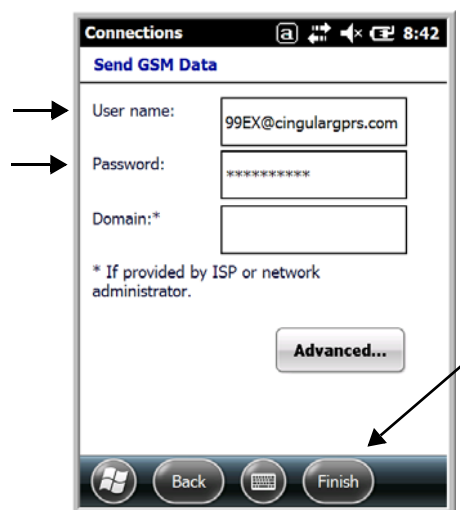 Connections a 8:42
Send GSM Data
User name: 99EX@cingulargprs.com
Password: **********
Domain:*
* If provided by ISP or network
administrator.
Advanced...
Back Finish